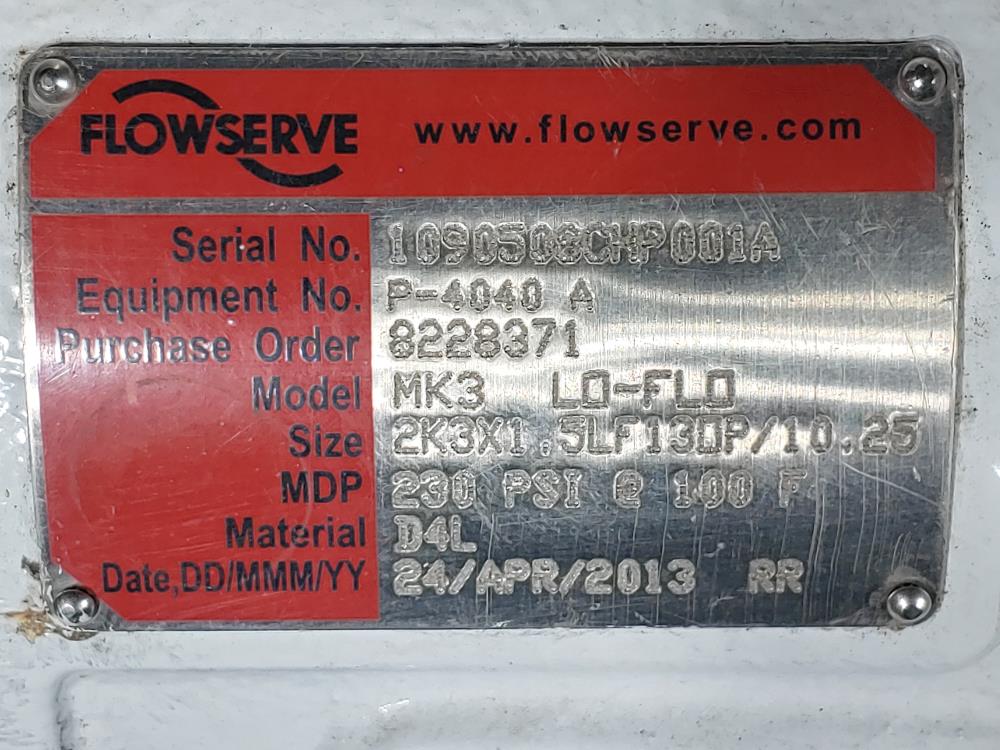 FLOWSERVE www.flowserve.com
Serial No. 1090508CHP001A
Equipment No. P-4040 A
Purchase Order 8228371
Model MK3 LO-FLO
Size 2K3X1.5LF13OP/10.25
MDP 230 PSI @ 100 F
Material D4L
Date,DD/MMM/YY 24/APR/2013 RR